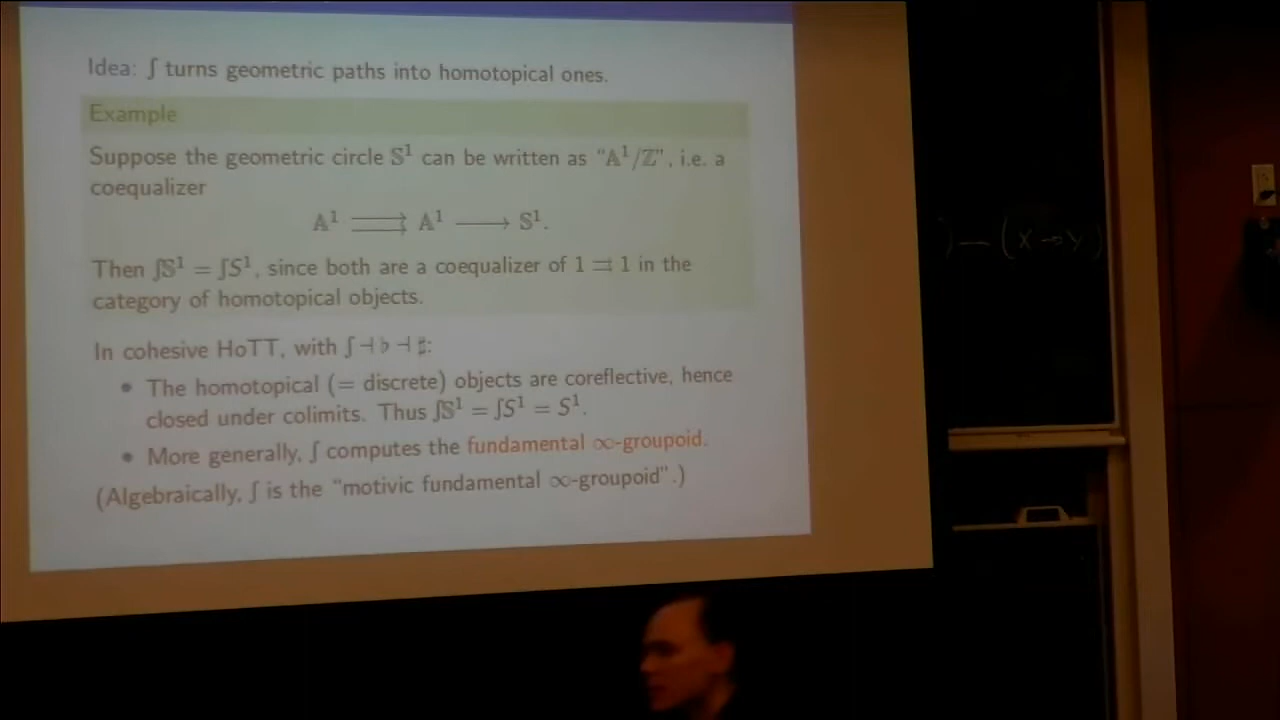 Idea: ∫ turns geometric paths into homotopical ones.
Example
Suppose the geometric circle 𝕊¹ can be written as "𝔸¹/ℤ", i.e. a
coequalizer
𝔸¹ ⇉ 𝔸¹ ⟶ 𝕊¹.
Then ∫𝕊¹ = ∫S¹, since both are a coequalizer of 1 ⇉ 1 in the
category of homotopical objects.
In cohesive HoTT, with ∫ ⊣ ♭ ⊣ ♯:
• The homotopical (= discrete) objects are coreflective, hence
closed under colimits. Thus ∫𝕊¹ = ∫S¹ = S¹.
• More generally, ∫ computes the fundamental ∞-groupoid.
(Algebraically, ∫ is the "motivic fundamental ∞-groupoid".)
) — (X → Y)